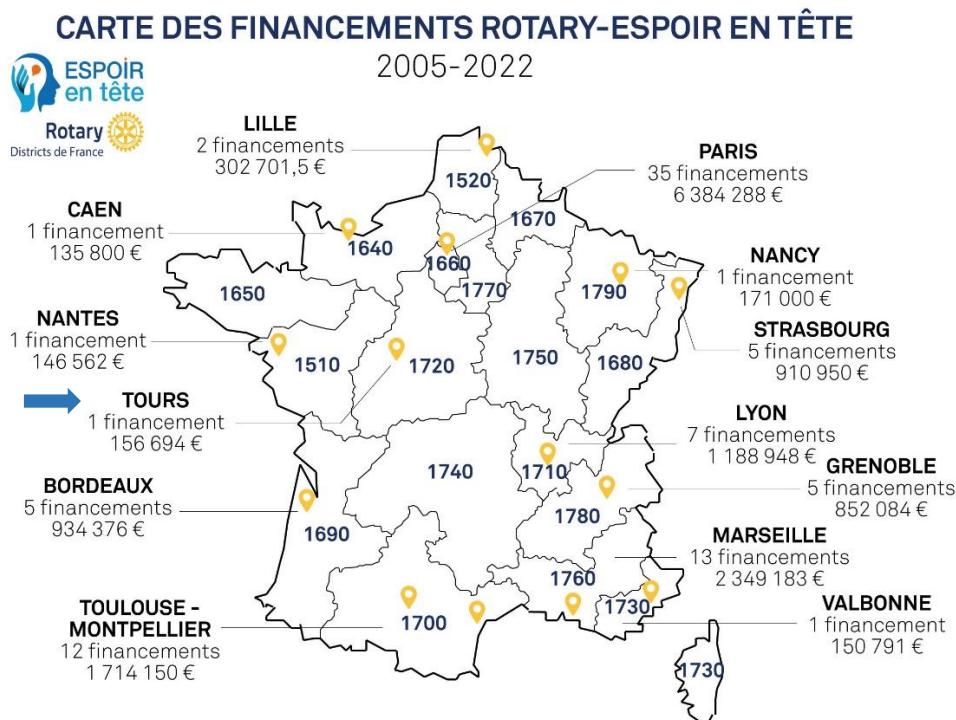 CARTE DES FINANCEMENTS ROTARY-ESPOIR EN TÊTE
2005-2022
ESPOIR
en tête
Rotary
Districts de France
LILLE
2 financements
302 701,5 €
PARIS
35 financements
6 384 288 €
CAEN
1 financement
135 800 €
NANCY
1 financement
171 000 €
NANTES
1 financement
146 562 €
STRASBOURG
5 financements
910 950 €
TOURS
1 financement
156 694 €
LYON
7 financements
1 188 948 €
BORDEAUX
5 financements
934 376 €
GRENOBLE
5 financements
852 084 €
MARSEILLE
13 financements
2 349 183 €
TOULOUSE -
MONTPELLIER
12 financements
1 714 150 €
VALBONNE
1 financement
150 791 €
1520
1670
1640
1660
1650
1770
1790
1510
1720
1750
1680
1740
1710
1690
1780
1760
1700
1730
1730